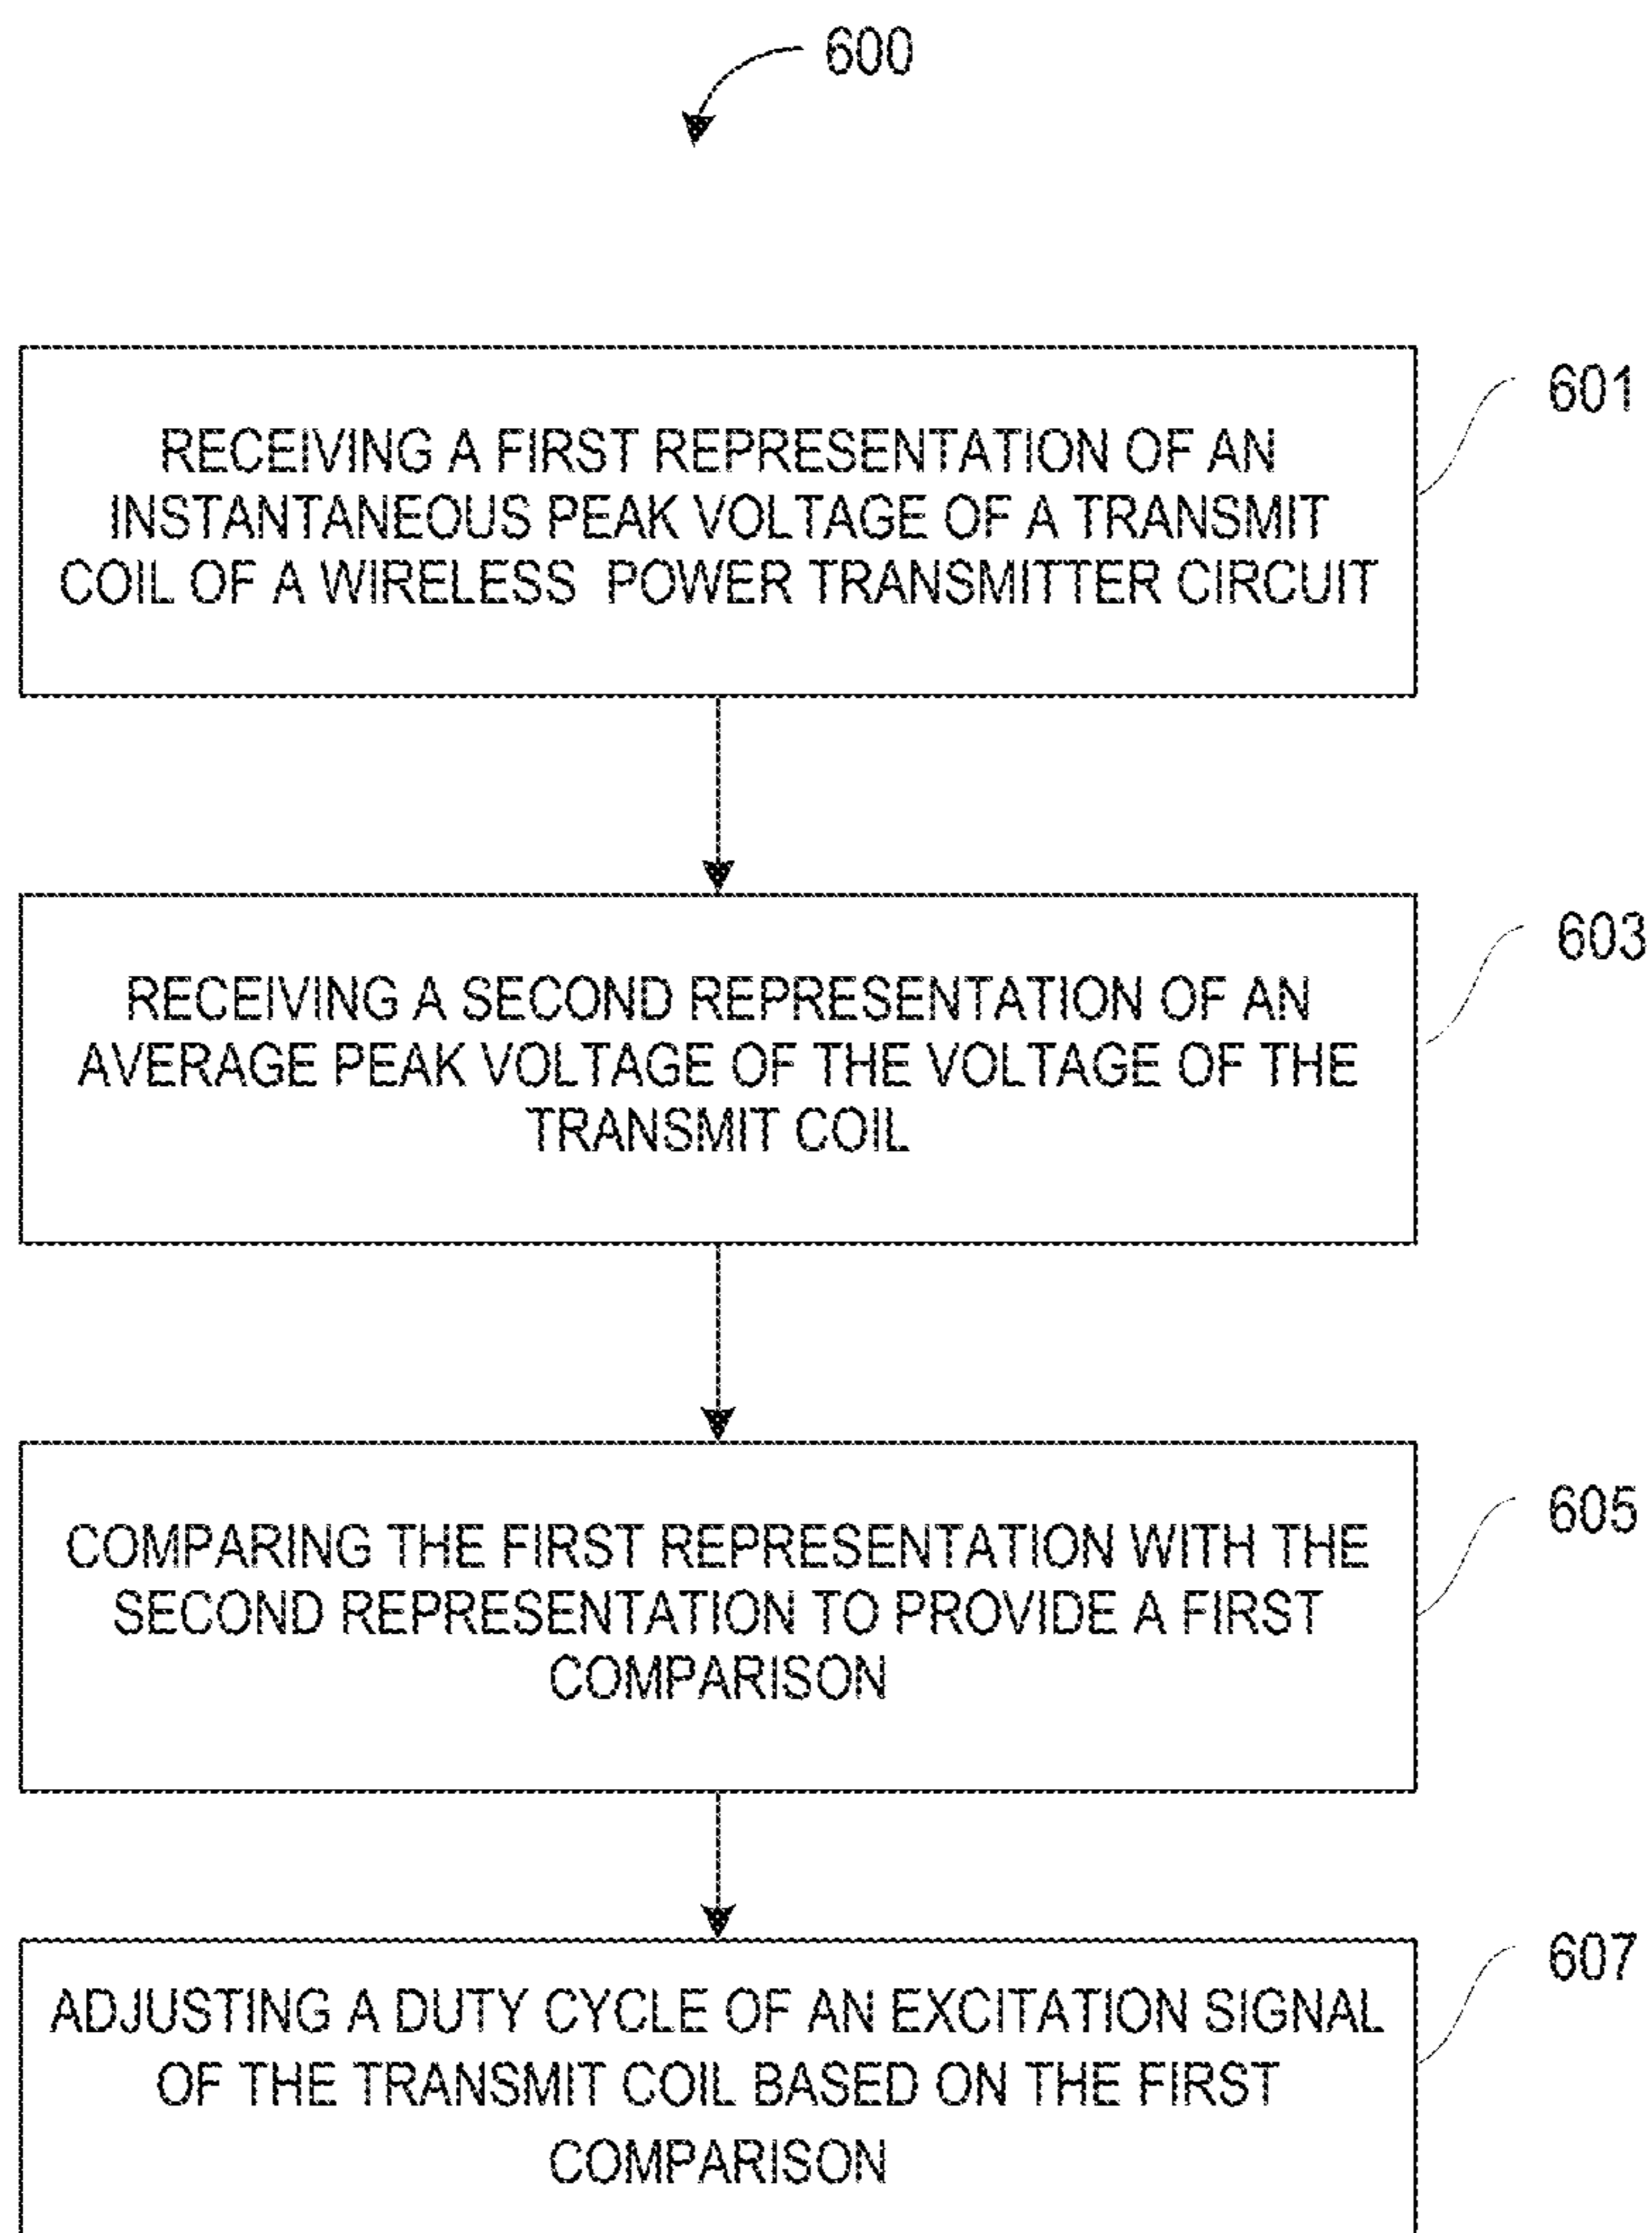 600
601
RECEIVING A FIRST REPRESENTATION OF AN
INSTANTANEOUS PEAK VOLTAGE OF A TRANSMIT
COIL OF A WIRELESS POWER TRANSMITTER CIRCUIT
603
RECEIVING A SECOND REPRESENTATION OF AN
AVERAGE PEAK VOLTAGE OF THE VOLTAGE OF THE
TRANSMIT COIL
605
COMPARING THE FIRST REPRESENTATION WITH THE
SECOND REPRESENTATION TO PROVIDE A FIRST
COMPARISON
607
ADJUSTING A DUTY CYCLE OF AN EXCITATION SIGNAL
OF THE TRANSMIT COIL BASED ON THE FIRST
COMPARISON